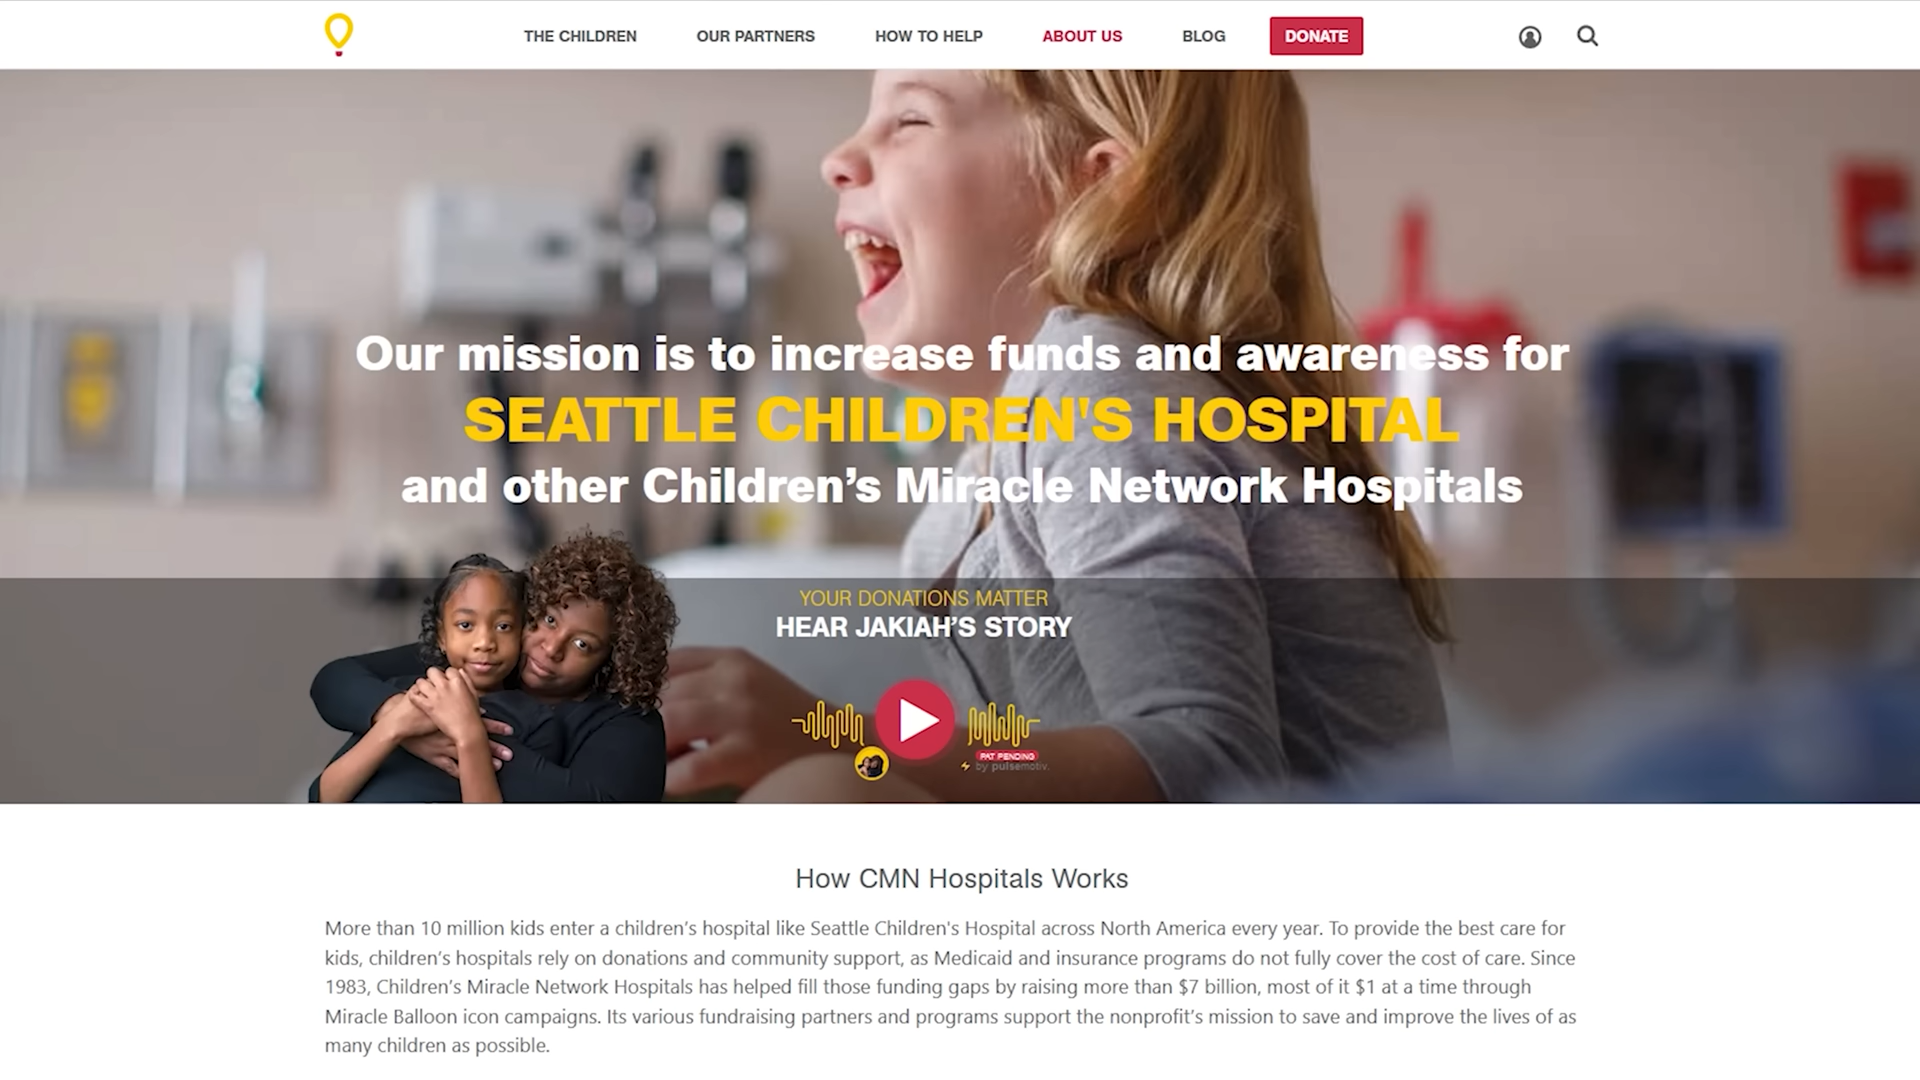 THE CHILDREN OUR PARTNERS HOW TO HELP ABOUT US BLOG DONATE
Our mission is to increase funds and awareness for
SEATTLE CHILDREN'S HOSPITAL
and other Children’s Miracle Network Hospitals
YOUR DONATIONS MATTER
HEAR JAKIAH’S STORY
PAT PENDING
by pulsemotiv.
How CMN Hospitals Works
More than 10 million kids enter a children’s hospital like Seattle Children's Hospital across North America every year. To provide the best care for
kids, children’s hospitals rely on donations and community support, as Medicaid and insurance programs do not fully cover the cost of care. Since
1983, Children’s Miracle Network Hospitals has helped fill those funding gaps by raising more than $7 billion, most of it $1 at a time through
Miracle Balloon icon campaigns. Its various fundraising partners and programs support the nonprofit’s mission to save and improve the lives of as
many children as possible.